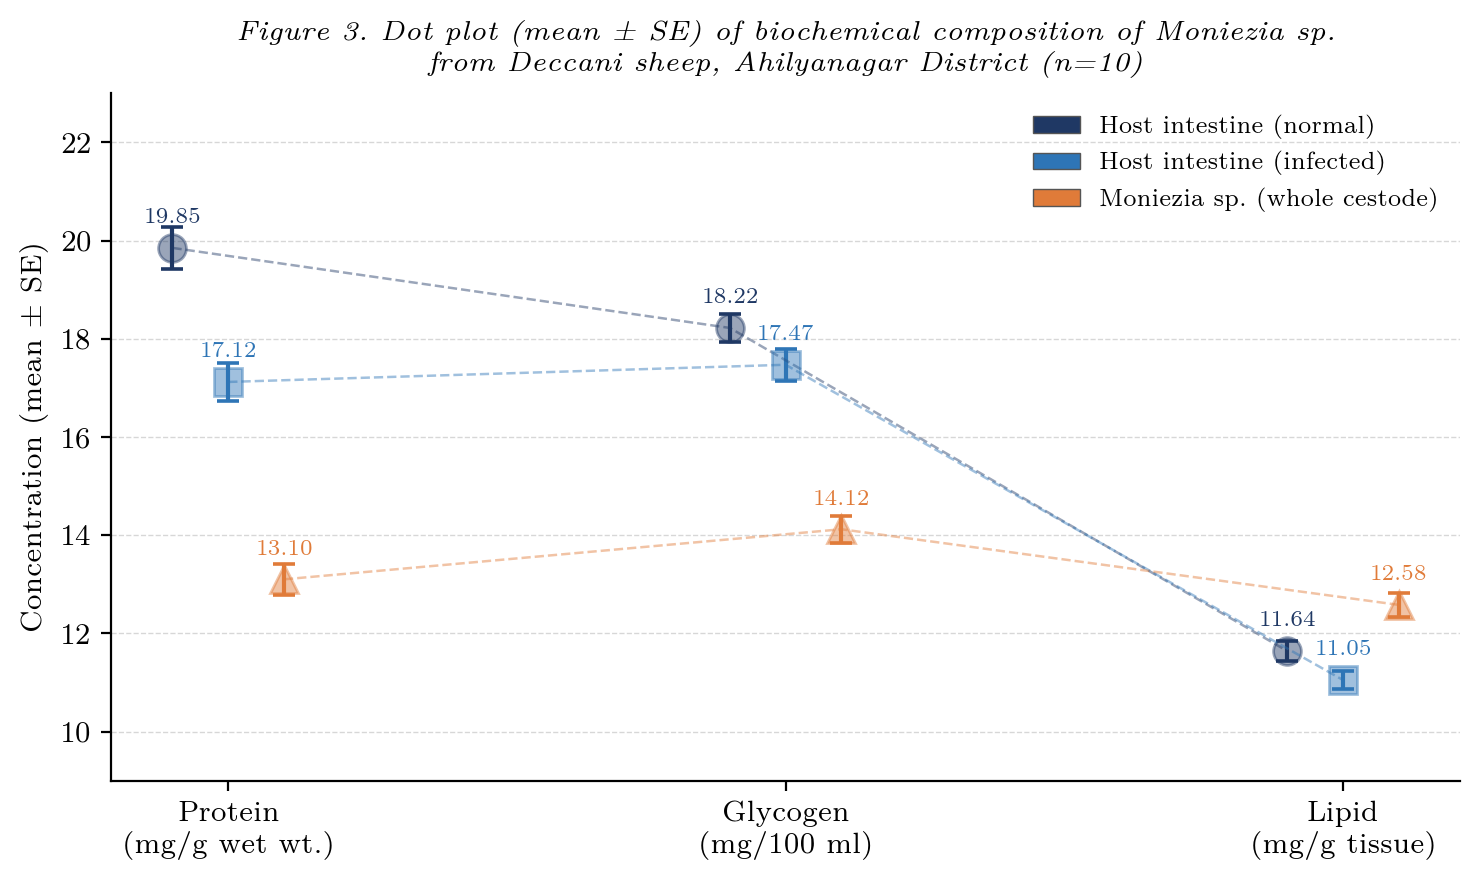 Figure 3. Dot plot (mean ± SE) of biochemical composition of Moniezia sp.
from Deccani sheep, Ahilyanagar District (n=10)
Host intestine (normal)
Host intestine (infected)
Moniezia sp. (whole cestode)
Concentration (mean ± SE)
22
20
18
16
14
12
10
19.85
18.22
11.64
17.12
17.47
11.05
13.10
14.12
12.58
Protein
(mg/g wet wt.)
Glycogen
(mg/100 ml)
Lipid
(mg/g tissue)